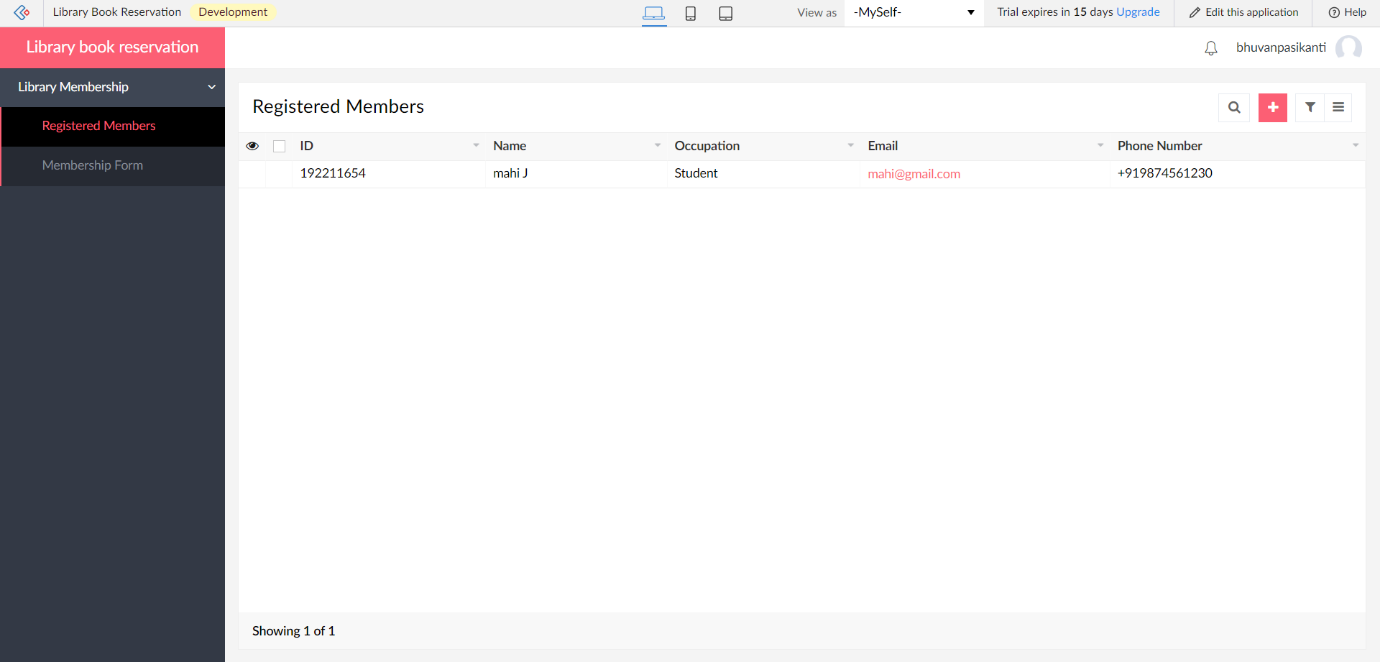 Library Book Reservation Development View as -MySelf- Trial expires in 15 days Upgrade Edit this application Help
Library book reservation
bhuvanpasikanti
Library Membership
Registered Members
Membership Form
Registered Members
ID Name Occupation Email Phone Number
192211654 mahi J Student mahi@gmail.com +919874561230
Showing 1 of 1